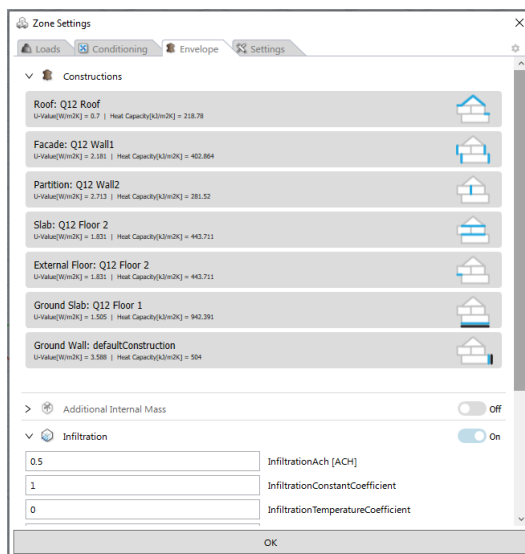 Zone Settings
Loads
Conditioning
Envelope
Settings
Constructions
Roof: Q12 Roof
U-Value[W/m2K] = 0.7 | Heat Capacity[kJ/m2K] = 218.78
Facade: Q12 Wall1
U-Value[W/m2K] = 2.181 | Heat Capacity[kJ/m2K] = 402.864
Partition: Q12 Wall2
U-Value[W/m2K] = 2.713 | Heat Capacity[kJ/m2K] = 281.52
Slab: Q12 Floor 2
U-Value[W/m2K] = 1.831 | Heat Capacity[kJ/m2K] = 443.711
External Floor: Q12 Floor 2
U-Value[W/m2K] = 1.831 | Heat Capacity[kJ/m2K] = 443.711
Ground Slab: Q12 Floor 1
U-Value[W/m2K] = 1.505 | Heat Capacity[kJ/m2K] = 942.391
Ground Wall: defaultConstruction
U-Value[W/m2K] = 3.588 | Heat Capacity[kJ/m2K] = 504
Additional Internal Mass Off
Infiltration On
0.5 InfiltrationAch [ACH]
1 InfiltrationConstantCoefficient
0 InfiltrationTemperatureCoefficient
OK